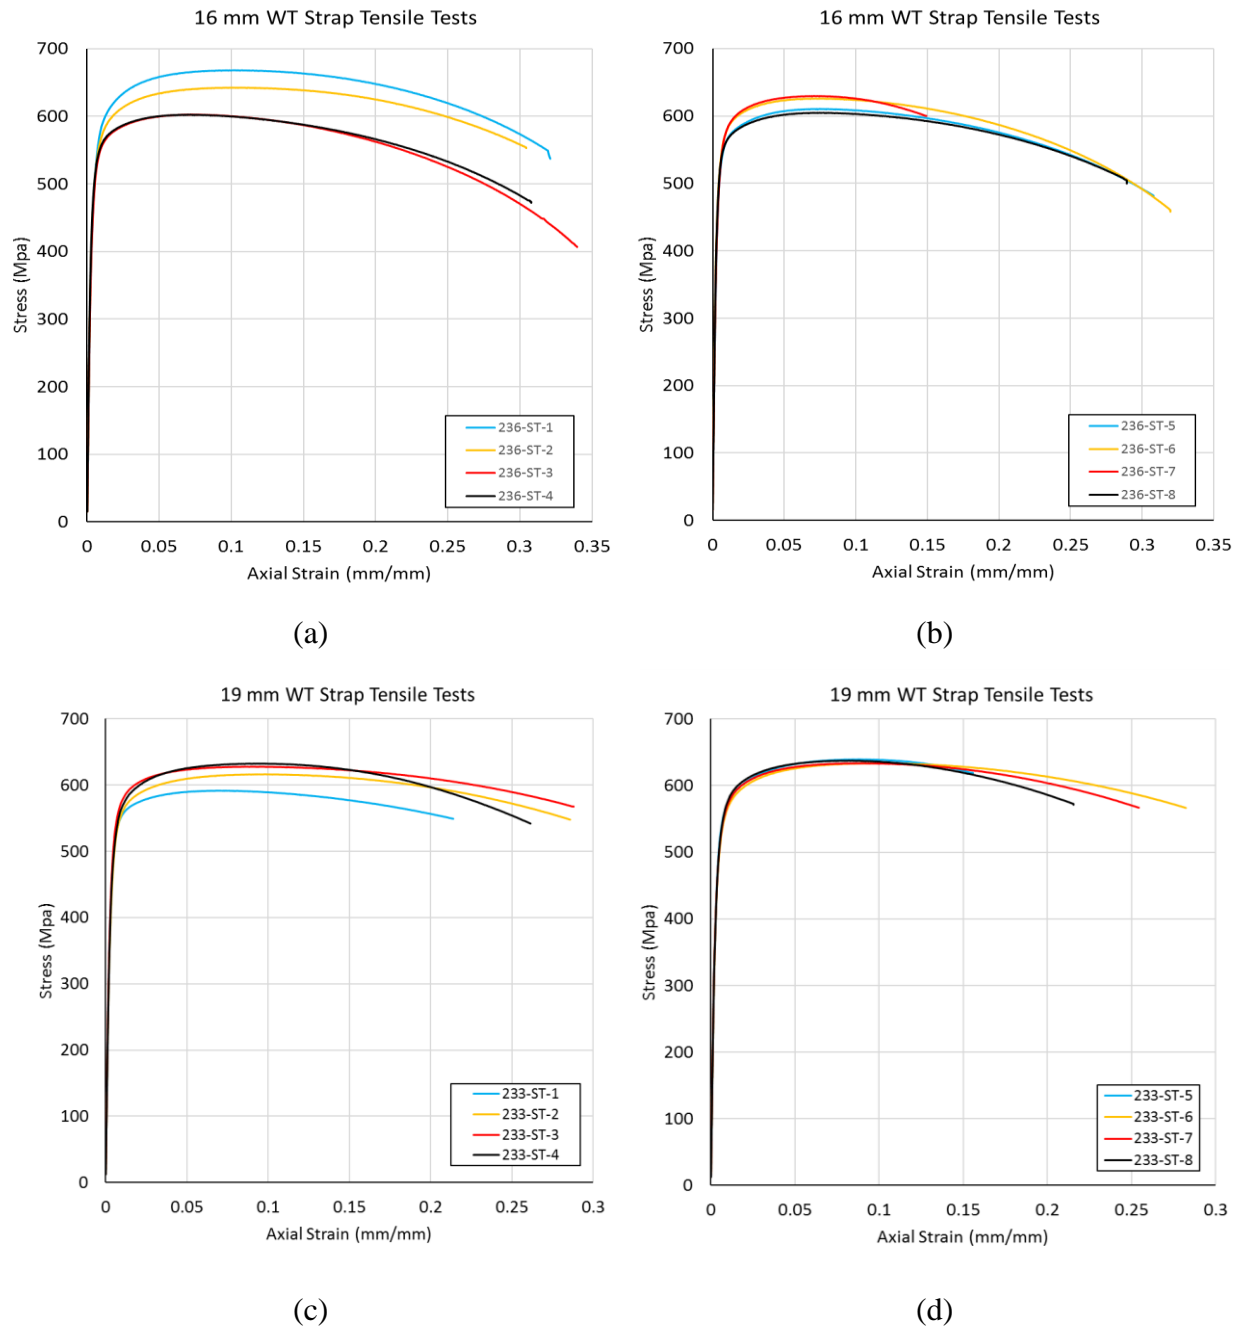 16 mm WT Strap Tensile Tests
700
600
500
400
300
200
100
0
Stress (Mpa)
236-ST-1
236-ST-2
236-ST-3
236-ST-4
0 0.05 0.1 0.15 0.2 0.25 0.3 0.35
Axial Strain (mm/mm)
(a)
16 mm WT Strap Tensile Tests
700
600
500
400
300
200
100
0
Stress (Mpa)
236-ST-5
236-ST-6
236-ST-7
236-ST-8
0 0.05 0.1 0.15 0.2 0.25 0.3 0.35
Axial Strain (mm/mm)
(b)
19 mm WT Strap Tensile Tests
700
600
500
400
300
200
100
0
Stress (Mpa)
233-ST-1
233-ST-2
233-ST-3
233-ST-4
0 0.05 0.1 0.15 0.2 0.25 0.3
Axial Strain (mm/mm)
(c)
19 mm WT Strap Tensile Tests
700
600
500
400
300
200
100
0
Stress (Mpa)
233-ST-5
233-ST-6
233-ST-7
233-ST-8
0 0.05 0.1 0.15 0.2 0.25 0.3
Axial Strain (mm/mm)
(d)